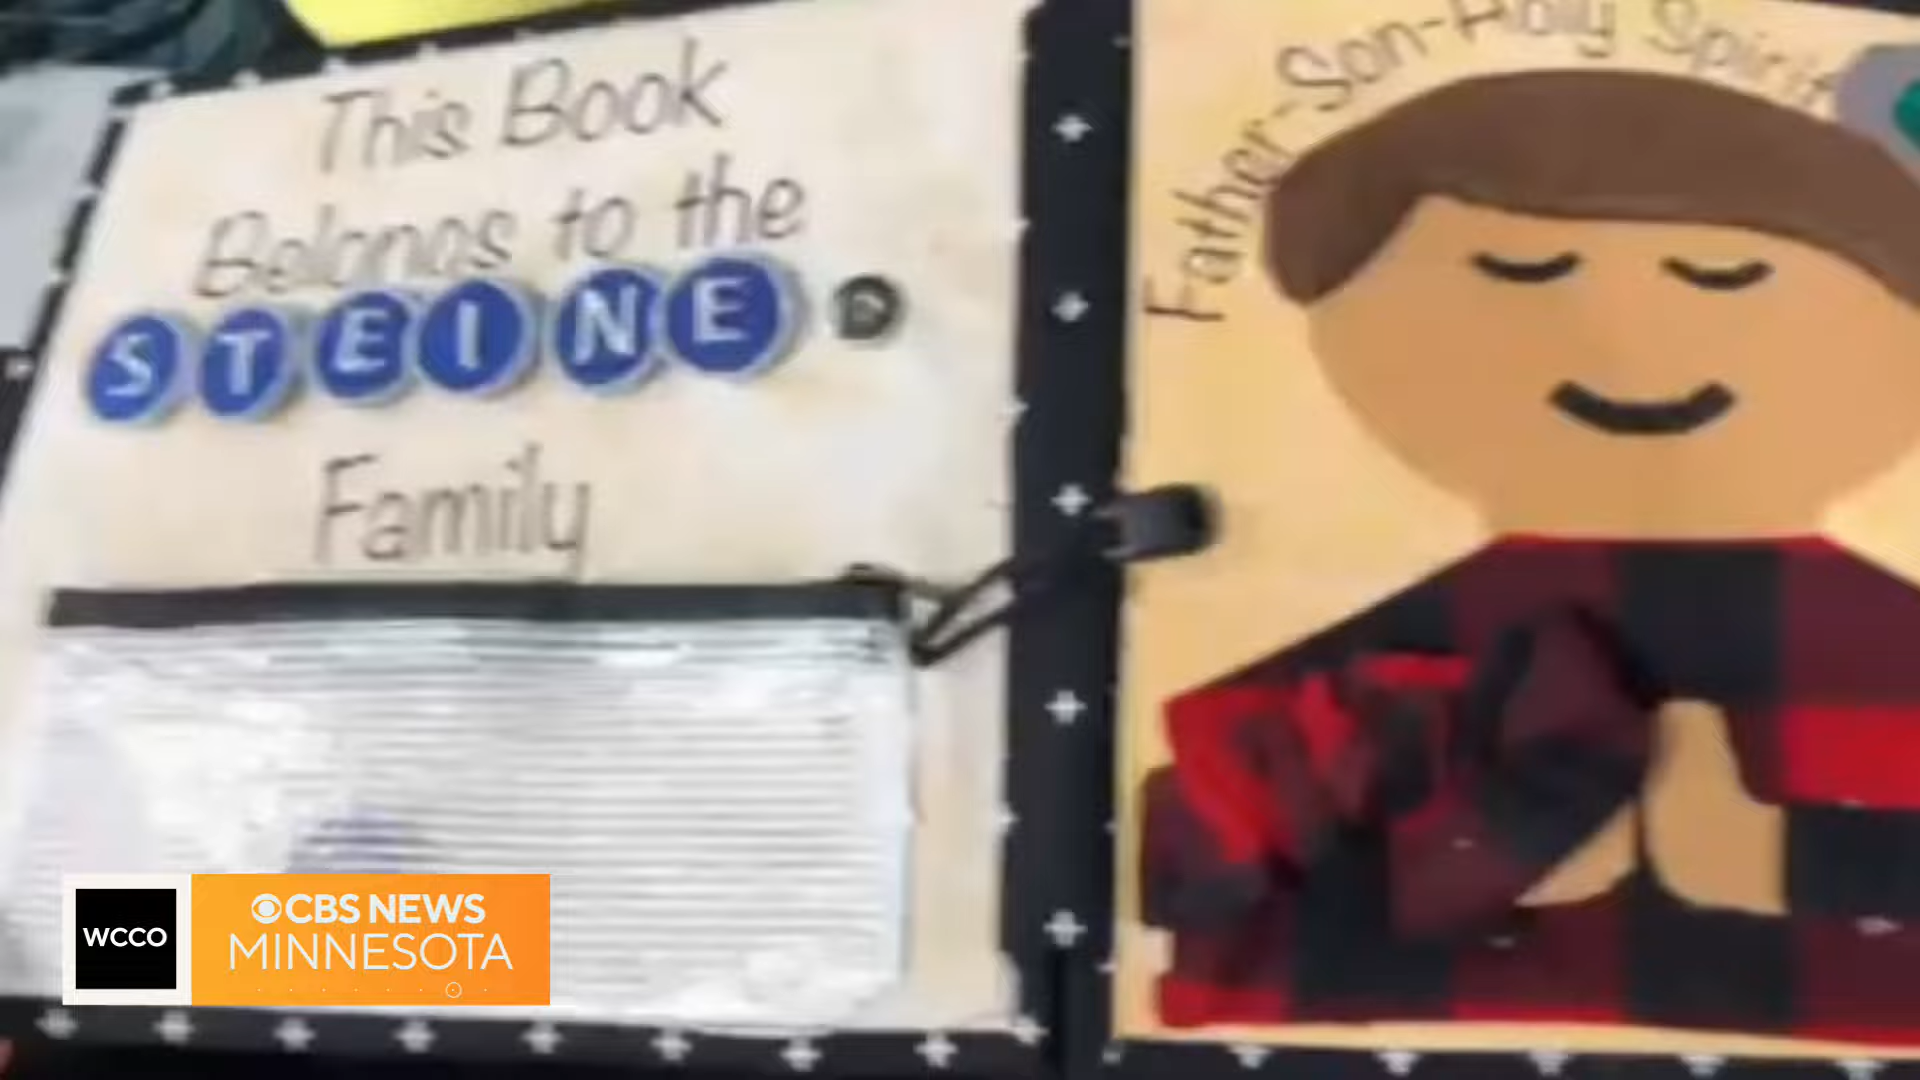 This Book
Belongs to the
STEINE
Family
Father-Son-Holy Spirit
WCCO
CBS NEWS
MINNESOTA